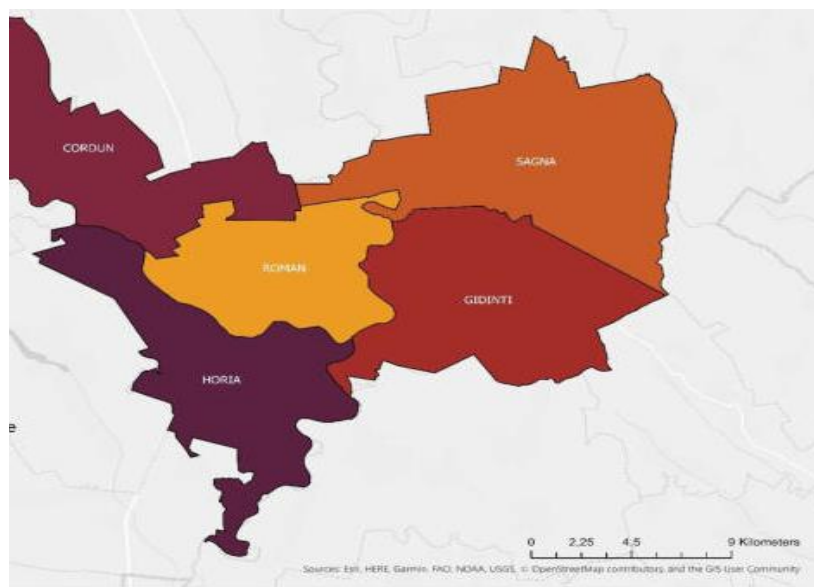 CORDUN
SAGNA
ROMAN
GIDINTI
HORIA
e
0 2,25 4,5 9 Kilometers
Sources: Esri, HERE, Garmin, FAO, NOAA, USGS, © OpenStreetMap contributors, and the GIS User Community